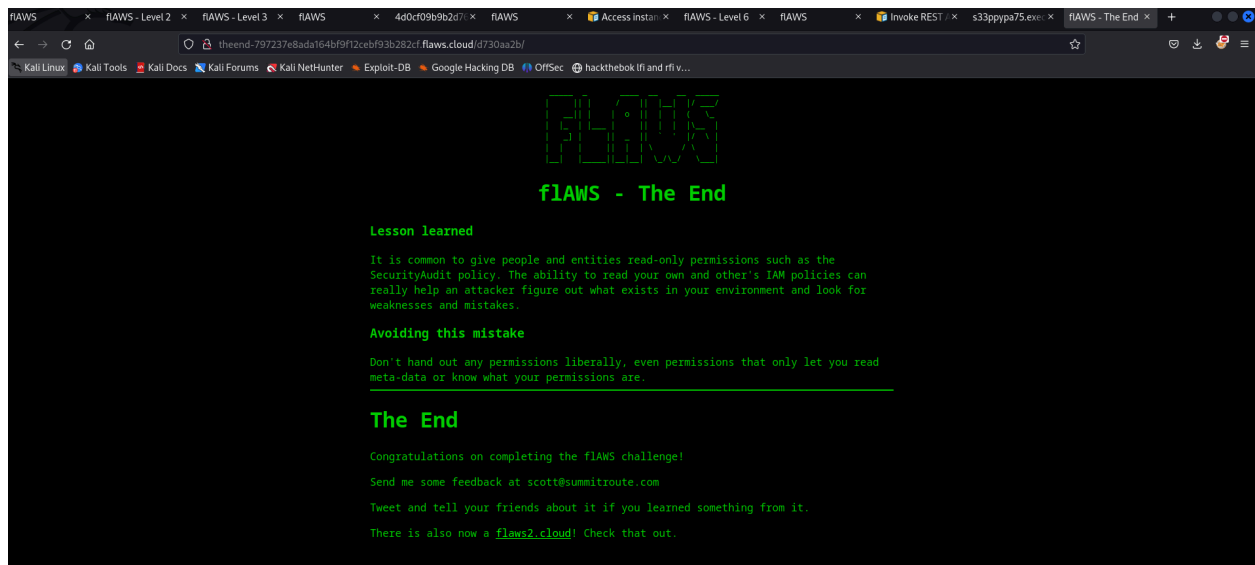 flAWS
flAWS - Level 2
flAWS - Level 3
flAWS
4d0cf09b9b2d76
flAWS
Access instan
flAWS - Level 6
flAWS
Invoke REST A
s33ppypa75.exec
flAWS - The End
theend-797237e8ada164bf9f12cebf93b282cf.flaws.cloud/d730aa2b/
Kali Linux Kali Tools Kali Docs Kali Forums Kali NetHunter Exploit-DB Google Hacking DB OffSec hackthebok lfi and rfi v...
FLAWS
flAWS - The End
Lesson learned
It is common to give people and entities read-only permissions such as the
SecurityAudit policy. The ability to read your own and other's IAM policies can
really help an attacker figure out what exists in your environment and look for
weaknesses and mistakes.
Avoiding this mistake
Don't hand out any permissions liberally, even permissions that only let you read
meta-data or know what your permissions are.
The End
Congratulations on completing the flAWS challenge!
Send me some feedback at scott@summitroute.com
Tweet and tell your friends about it if you learned something from it.
There is also now a flaws2.cloud! Check that out.